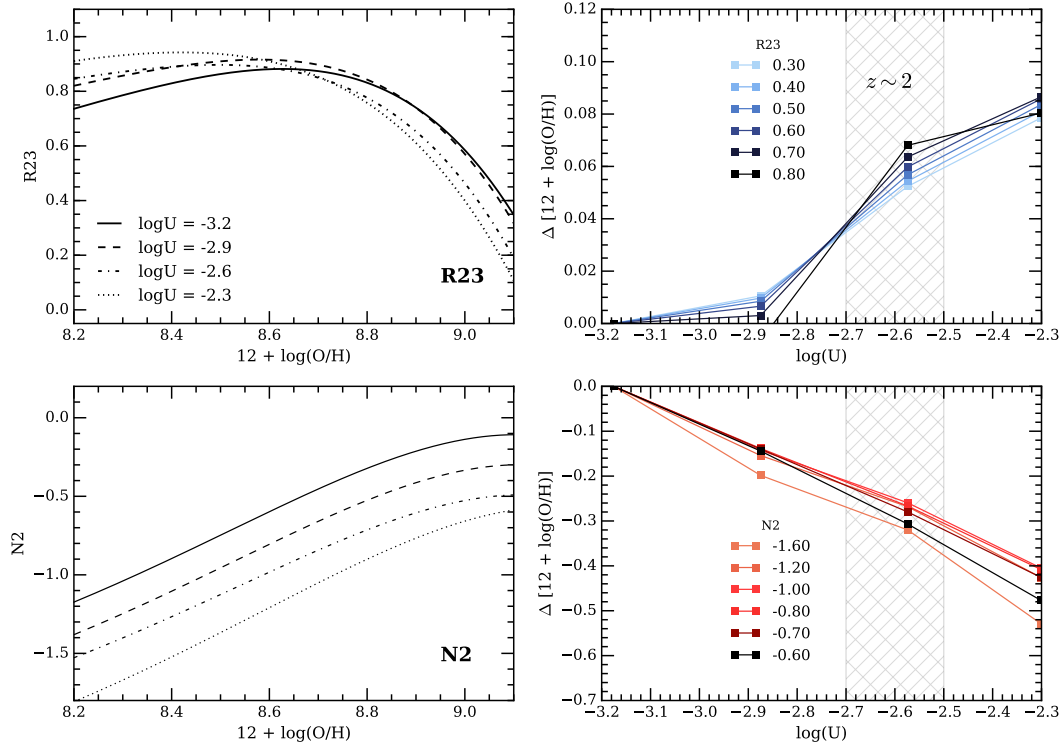 1.0
0.8
0.6
0.4
0.2
0.0
R23
logU = -3.2
logU = -2.9
logU = -2.6
logU = -2.3
R23
8.2 8.4 8.6 8.8 9.0
12 + log(O/H)
0.12
0.10
0.08
0.06
0.04
0.02
0.00
Δ [12 + log(O/H)]
R23
0.30
0.40
0.50
0.60
0.70
0.80
z ~ 2
−3.2 −3.1 −3.0 −2.9 −2.8 −2.7 −2.6 −2.5 −2.4 −2.3
log(U)
0.0
−0.5
−1.0
−1.5
N2
N2
8.2 8.4 8.6 8.8 9.0
12 + log(O/H)
0.0
−0.1
−0.2
−0.3
−0.4
−0.5
−0.6
−0.7
Δ [12 + log(O/H)]
N2
-1.60
-1.20
-1.00
-0.80
-0.70
-0.60
−3.2 −3.1 −3.0 −2.9 −2.8 −2.7 −2.6 −2.5 −2.4 −2.3
log(U)